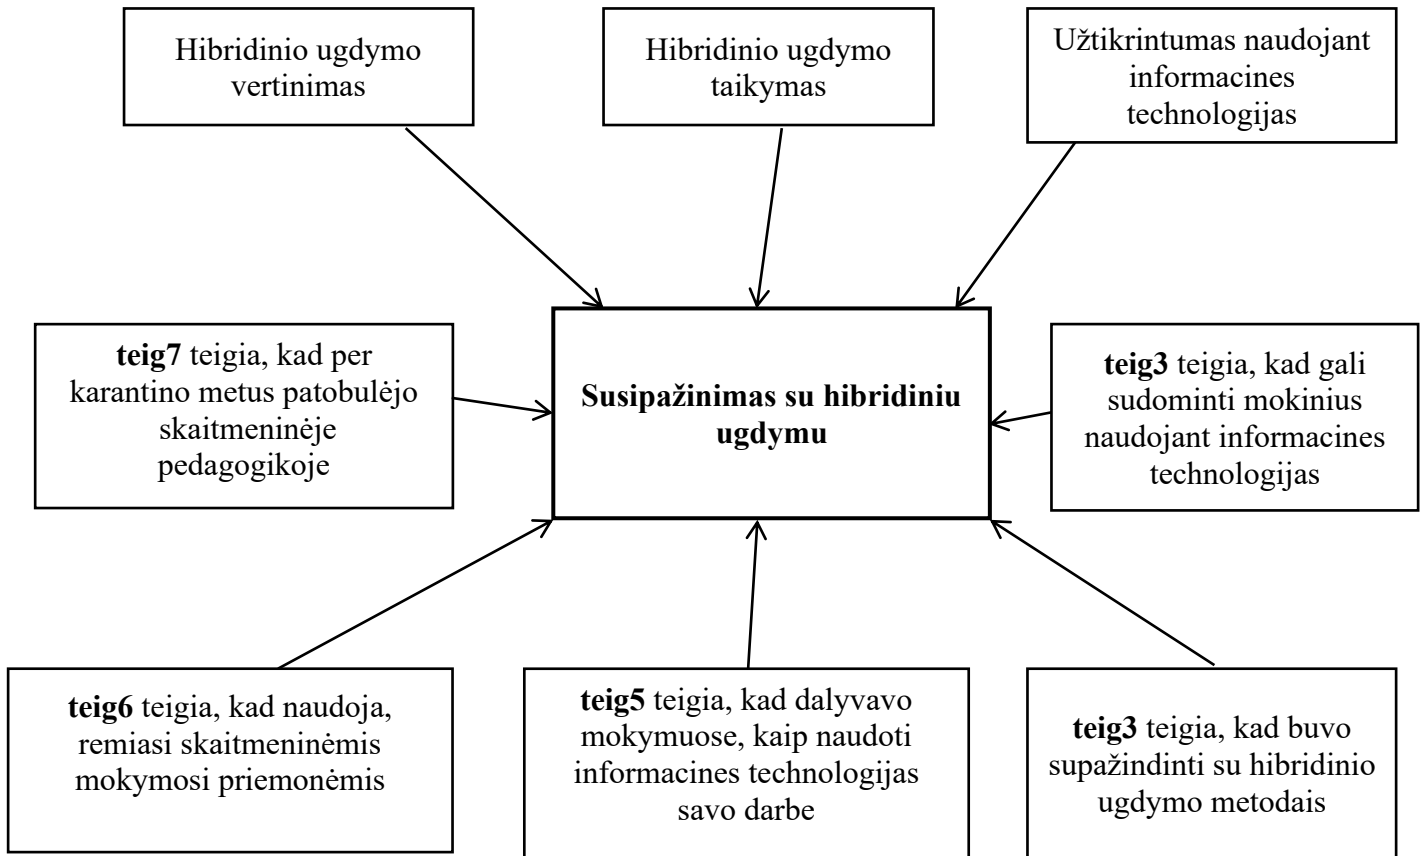 Hibridinio ugdymo
vertinimas
Hibridinio ugdymo
taikymas
Užtikrintumas naudojant
informacines
technologijas
teig7 teigia, kad per
karantino metus patobulėjo
skaitmeninėje
pedagogikoje
Susipažinimas su hibridiniu
ugdymu
teig3 teigia, kad gali
sudominti mokinius
naudojant informacines
technologijas
teig6 teigia, kad naudoja,
remiasi skaitmeninėmis
mokymosi priemonėmis
teig5 teigia, kad dalyvavo
mokymuose, kaip naudoti
informacines technologijas
savo darbe
teig3 teigia, kad buvo
supažindinti su hibridinio
ugdymo metodais